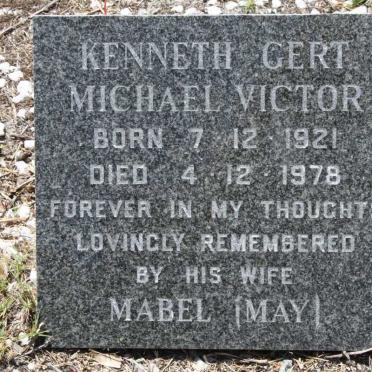 KENNETH GERT
MICHAEL VICTOR
BORN 7 12 1921
DIED 4 12 1978
FOREVER IN MY THOUGHT
LOVINGLY REMEMBERED
BY HIS WIFE
MABEL (MAY)